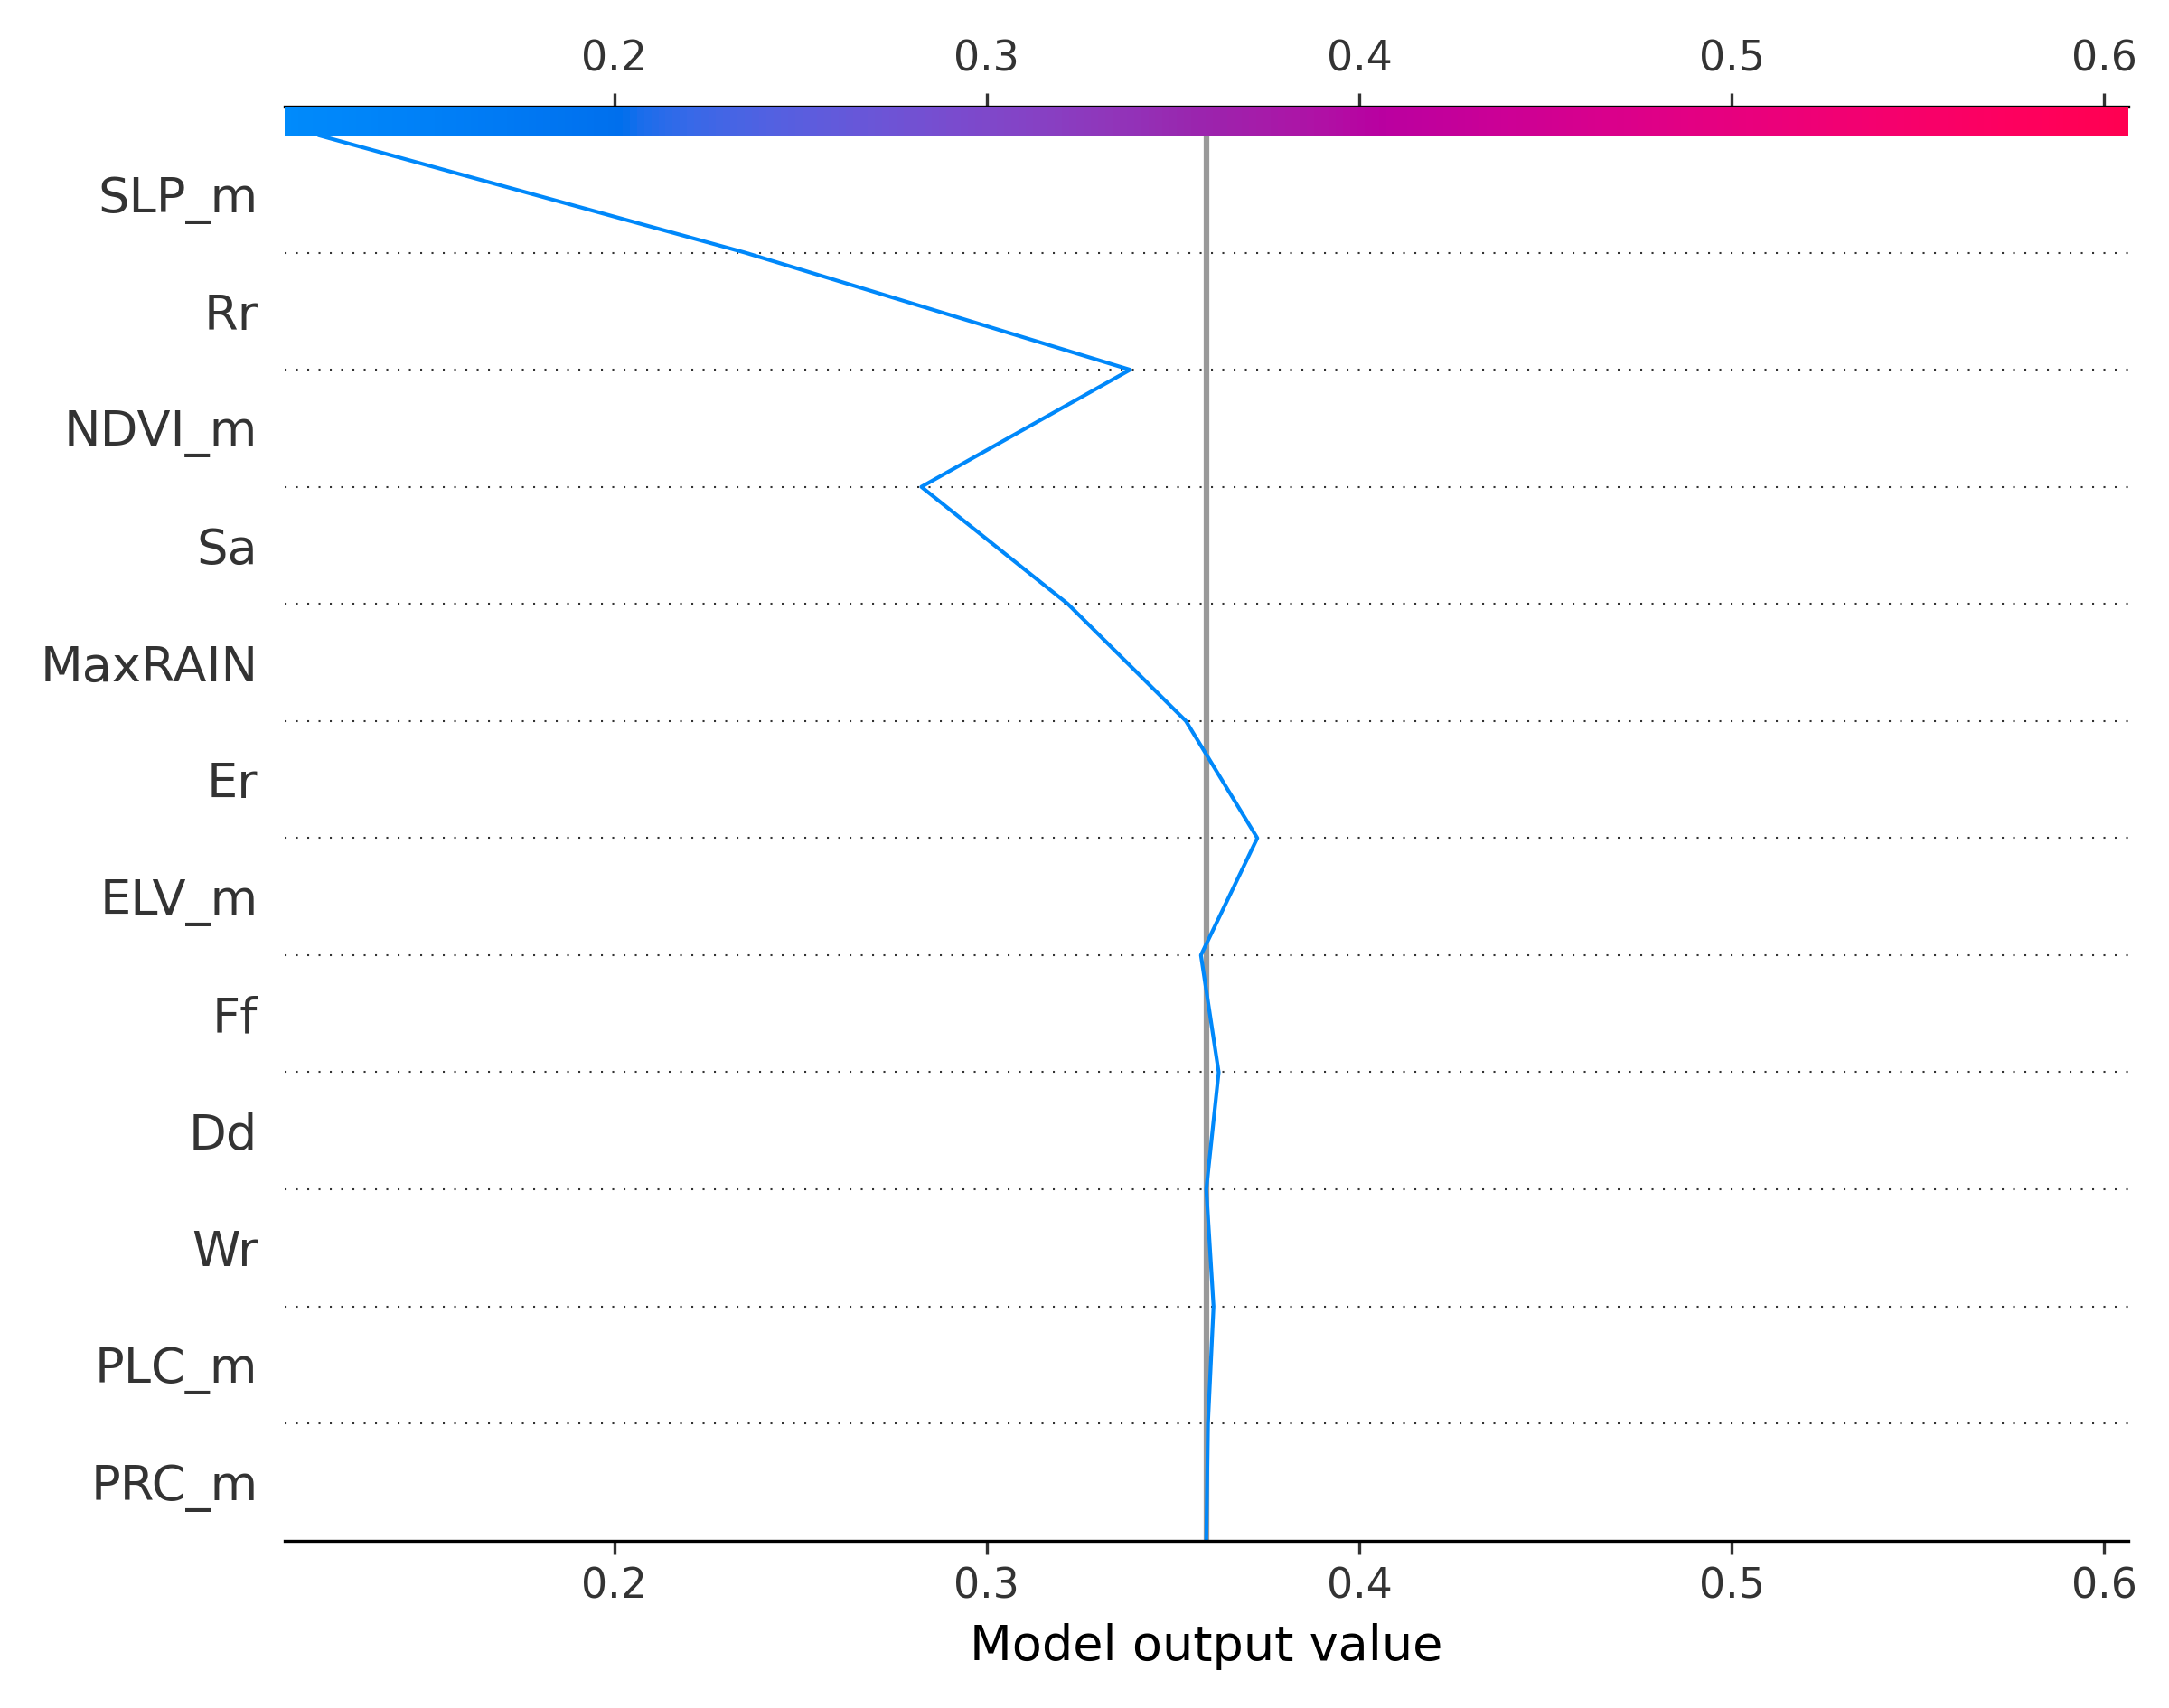 0.2 0.3 0.4 0.5 0.6
SLP_m
Rr
NDVI_m
Sa
MaxRAIN
Er
ELV_m
Ff
Dd
Wr
PLC_m
PRC_m
0.2 0.3 0.4 0.5 0.6
Model output value